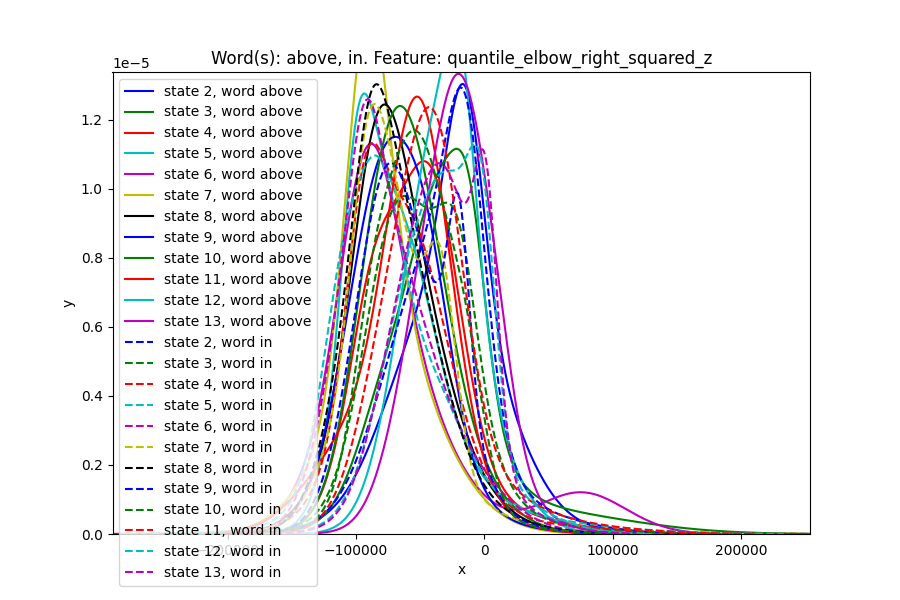 Word(s): above, in. Feature: quantile_elbow_right_squared_z
1e−5
y
1.2
1.0
0.8
0.6
0.4
0.2
0.0
state 2, word above
state 3, word above
state 4, word above
state 5, word above
state 6, word above
state 7, word above
state 8, word above
state 9, word above
state 10, word above
state 11, word above
state 12, word above
state 13, word above
state 2, word in
state 3, word in
state 4, word in
state 5, word in
state 6, word in
state 7, word in
state 8, word in
state 9, word in
state 10, word in
state 11, word in
state 12, word in
state 13, word in
−200000 −100000 0 100000 200000
x